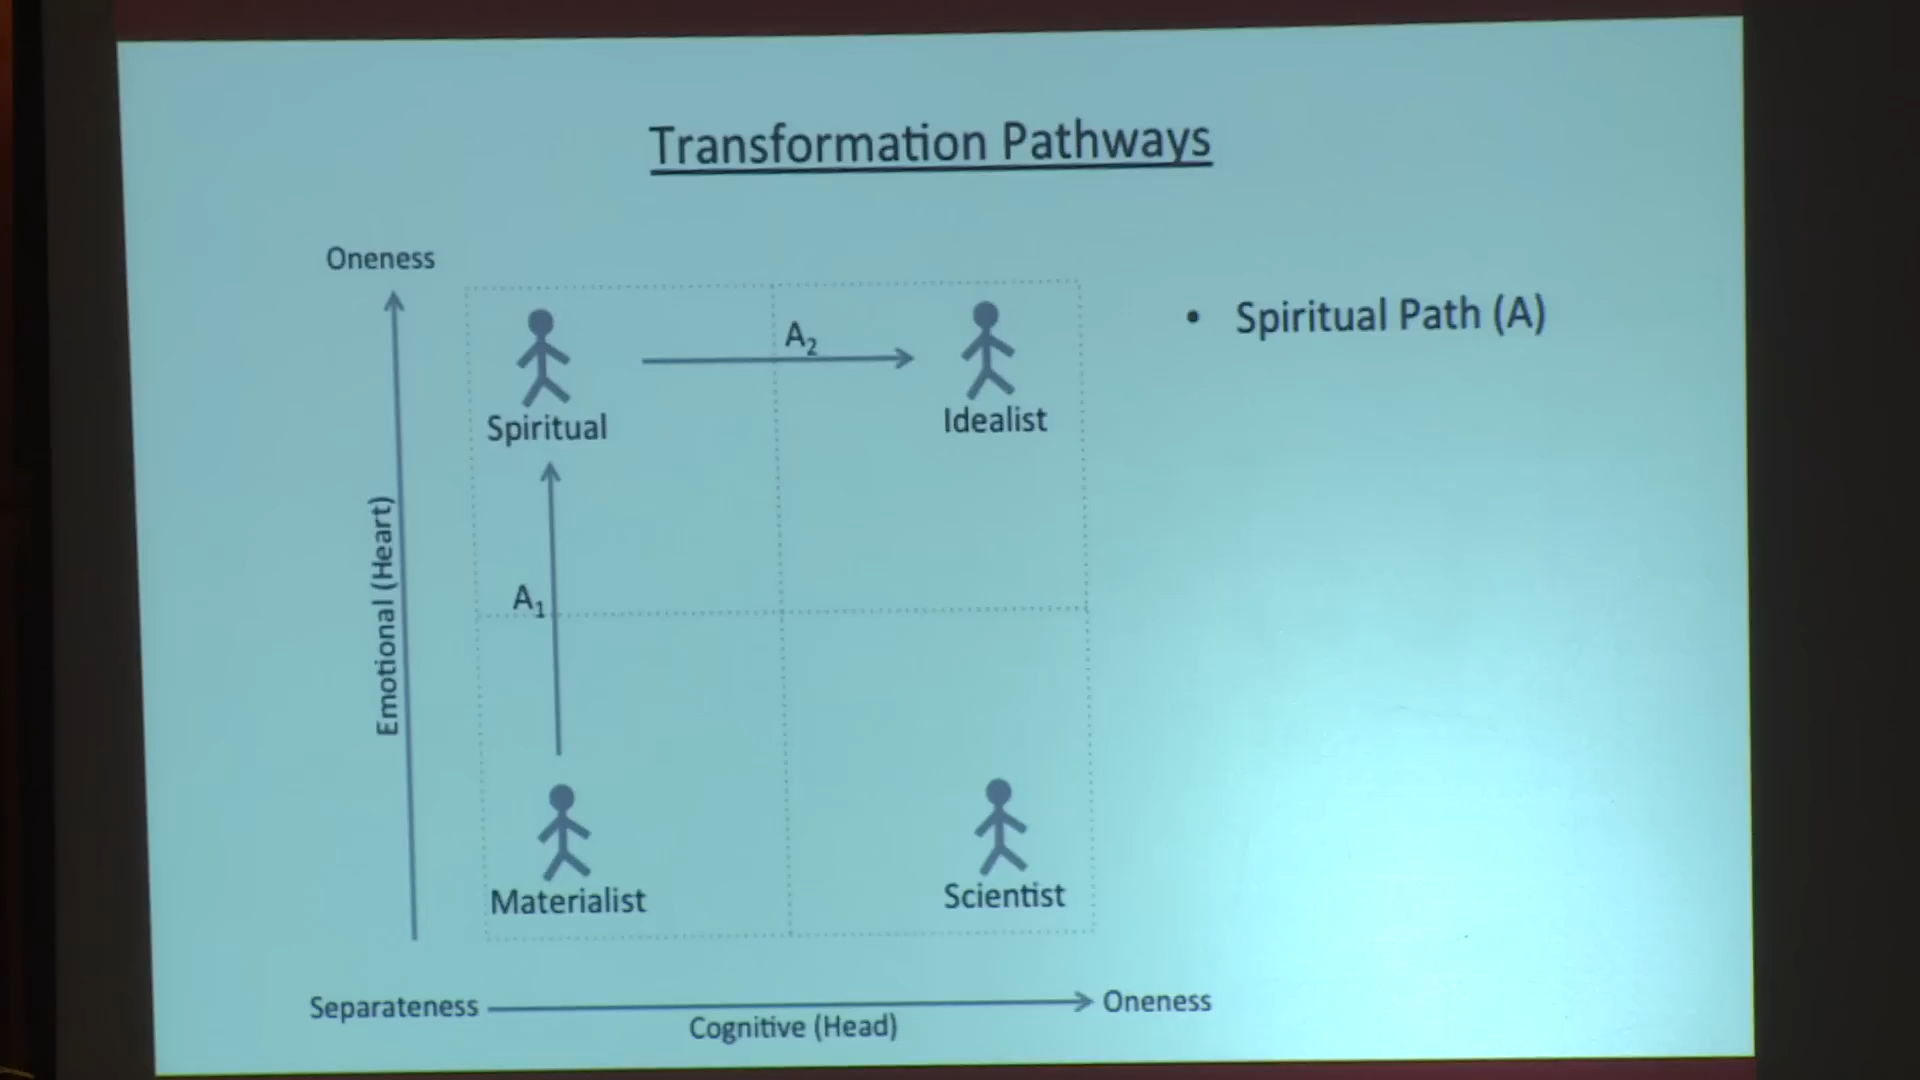 Transformation Pathways
Oneness
A₂
• Spiritual Path (A)
Spiritual
Idealist
Emotional (Heart)
A₁
Materialist
Scientist
Separateness
Oneness
Cognitive (Head)